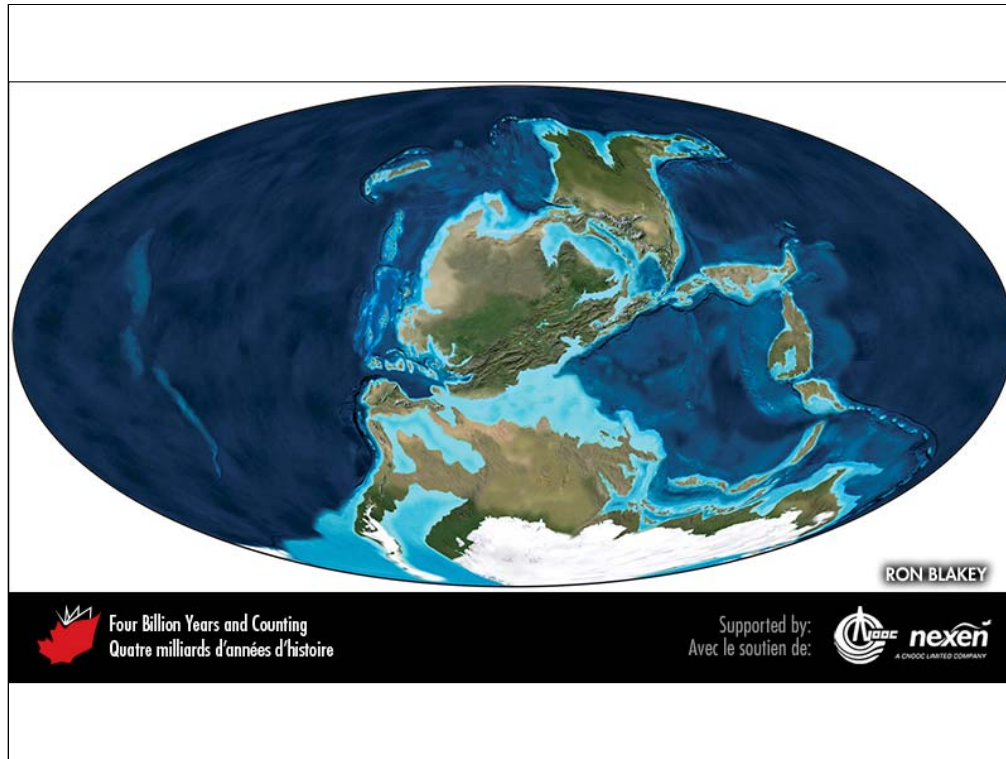 RON BLAKEY
Four Billion Years and Counting
Quatre milliards d'années d'histoire
Supported by:
Avec le soutien de:
CNOOC
nexen
A CNOOC LIMITED COMPANY